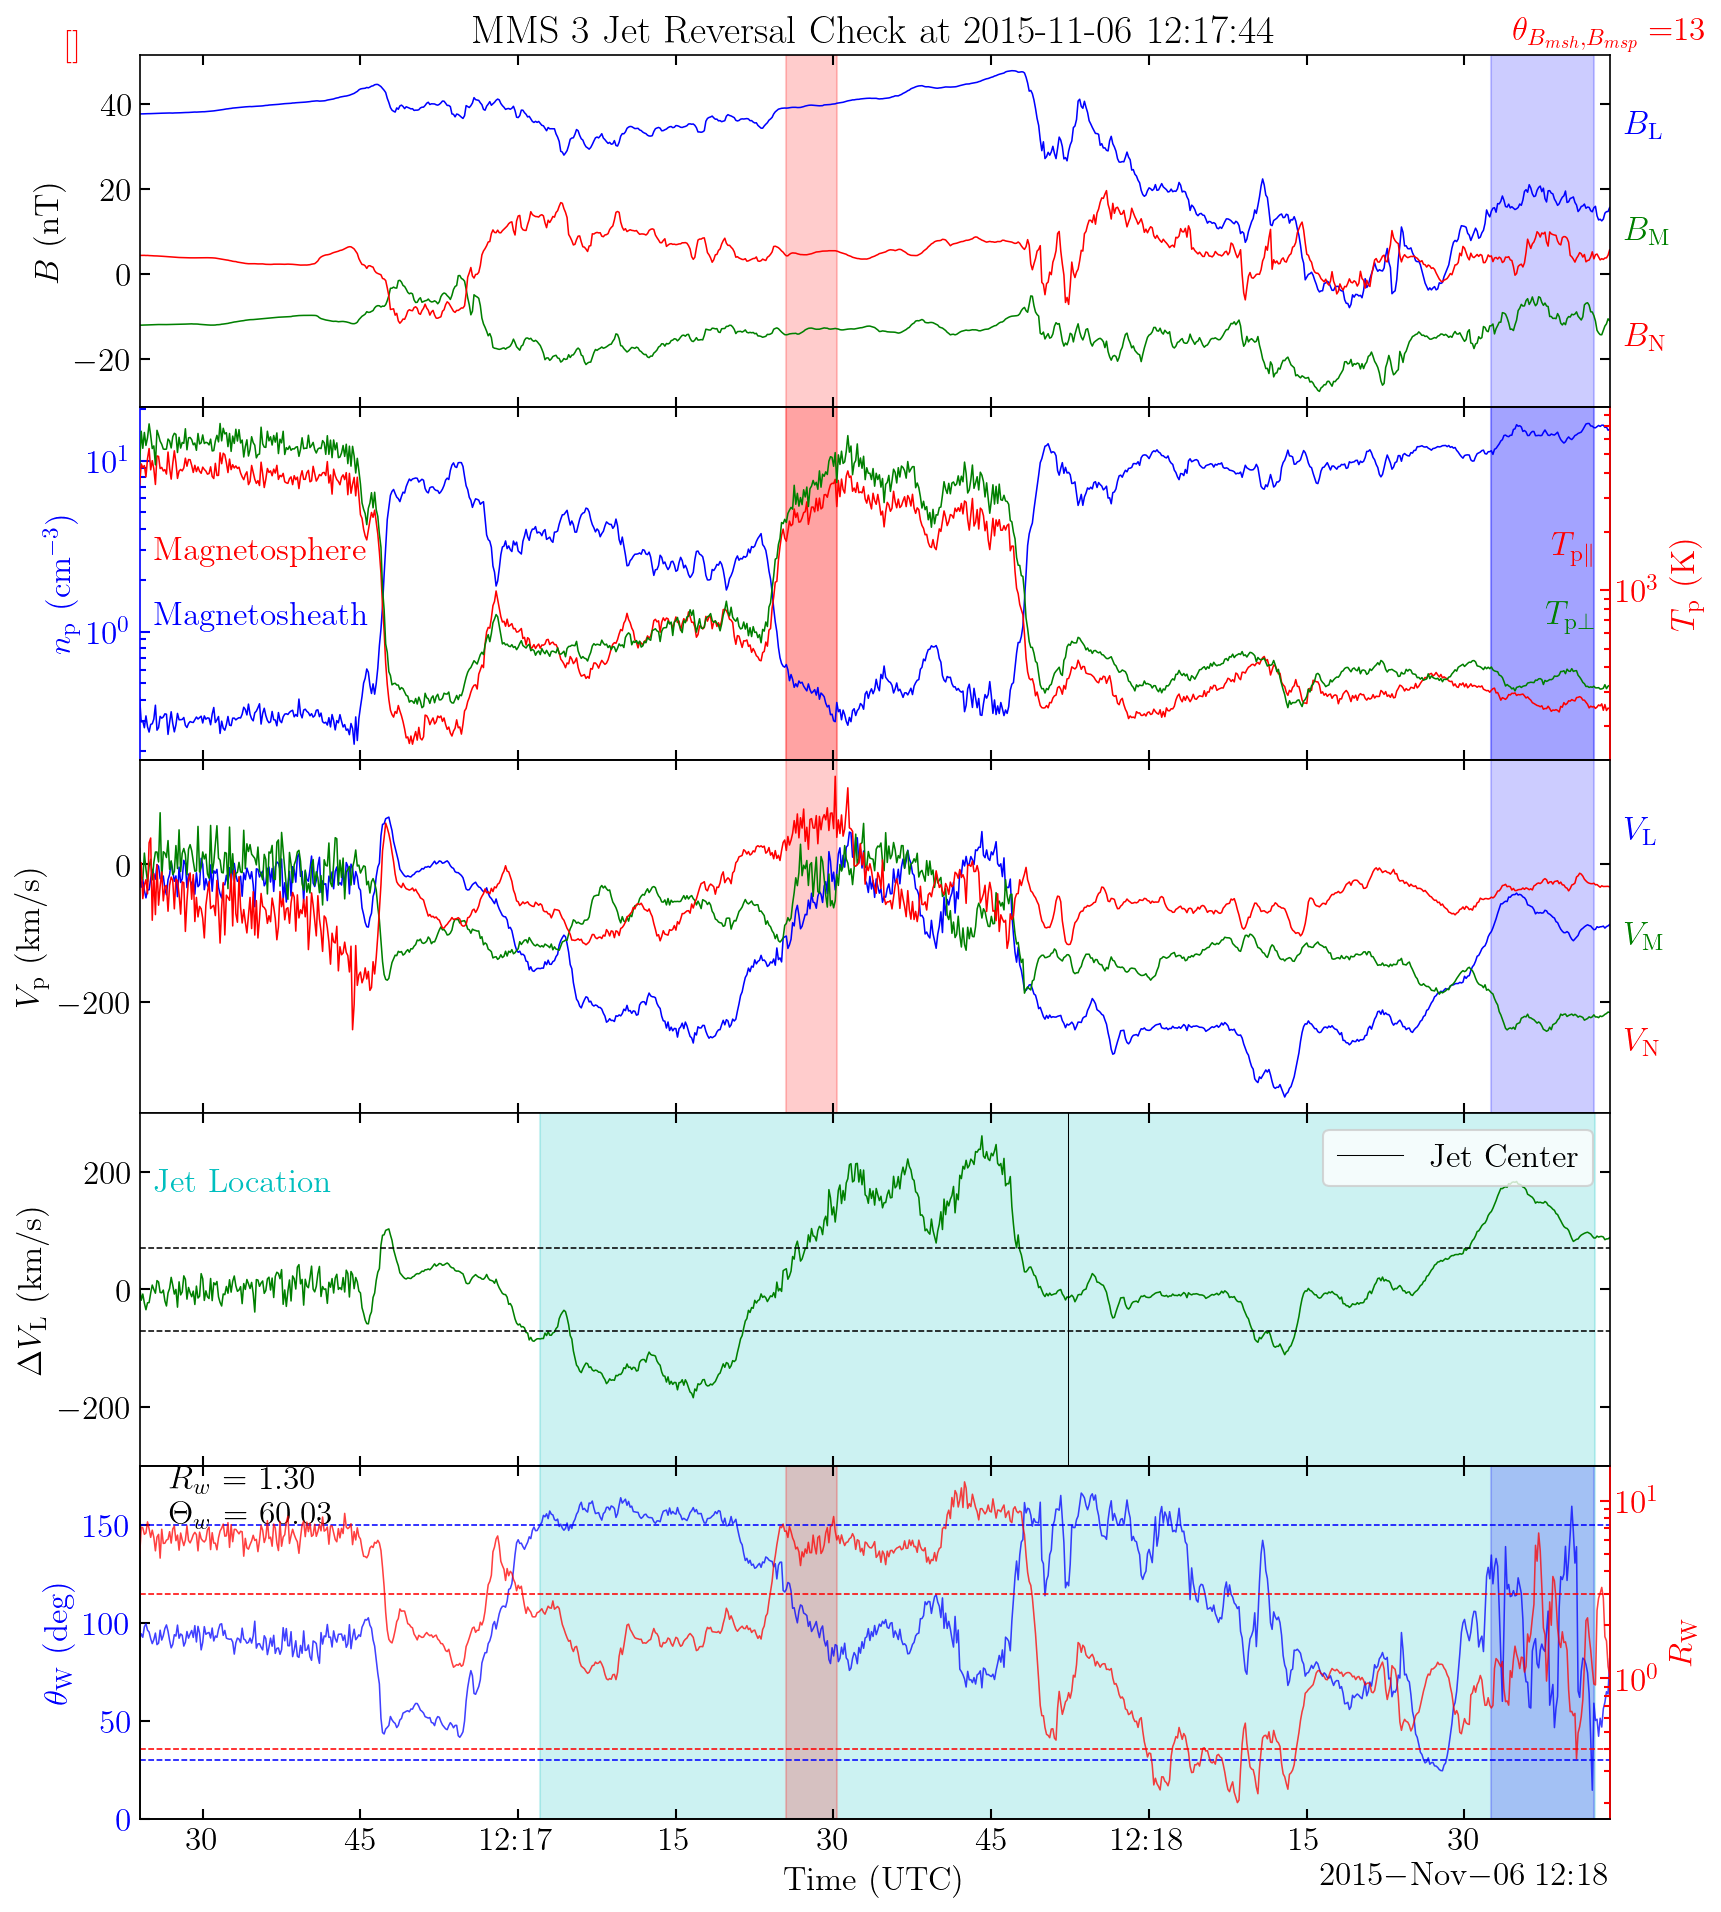 MMS 3 Jet Reversal Check at 2015-11-06 12:17:44
[]
θ_{B_{msh},B_{msp}} =13
40
20
0
−20
B (nT)
B_L
B_M
B_N
10^1
10^0
n_p (cm^{−3})
Magnetosphere
Magnetosheath
T_{p∥}
T_{p⊥}
10^3
T_p (K)
0
−200
V_p (km/s)
V_L
V_M
V_N
200
0
−200
ΔV_L (km/s)
Jet Location
Jet Center
R_w = 1.30
Θ_w = 60.03
150
100
50
0
θ_W (deg)
10^1
10^0
R_W
30 45 12:17 15 30 45 12:18 15 30
Time (UTC)
2015−Nov−06 12:18